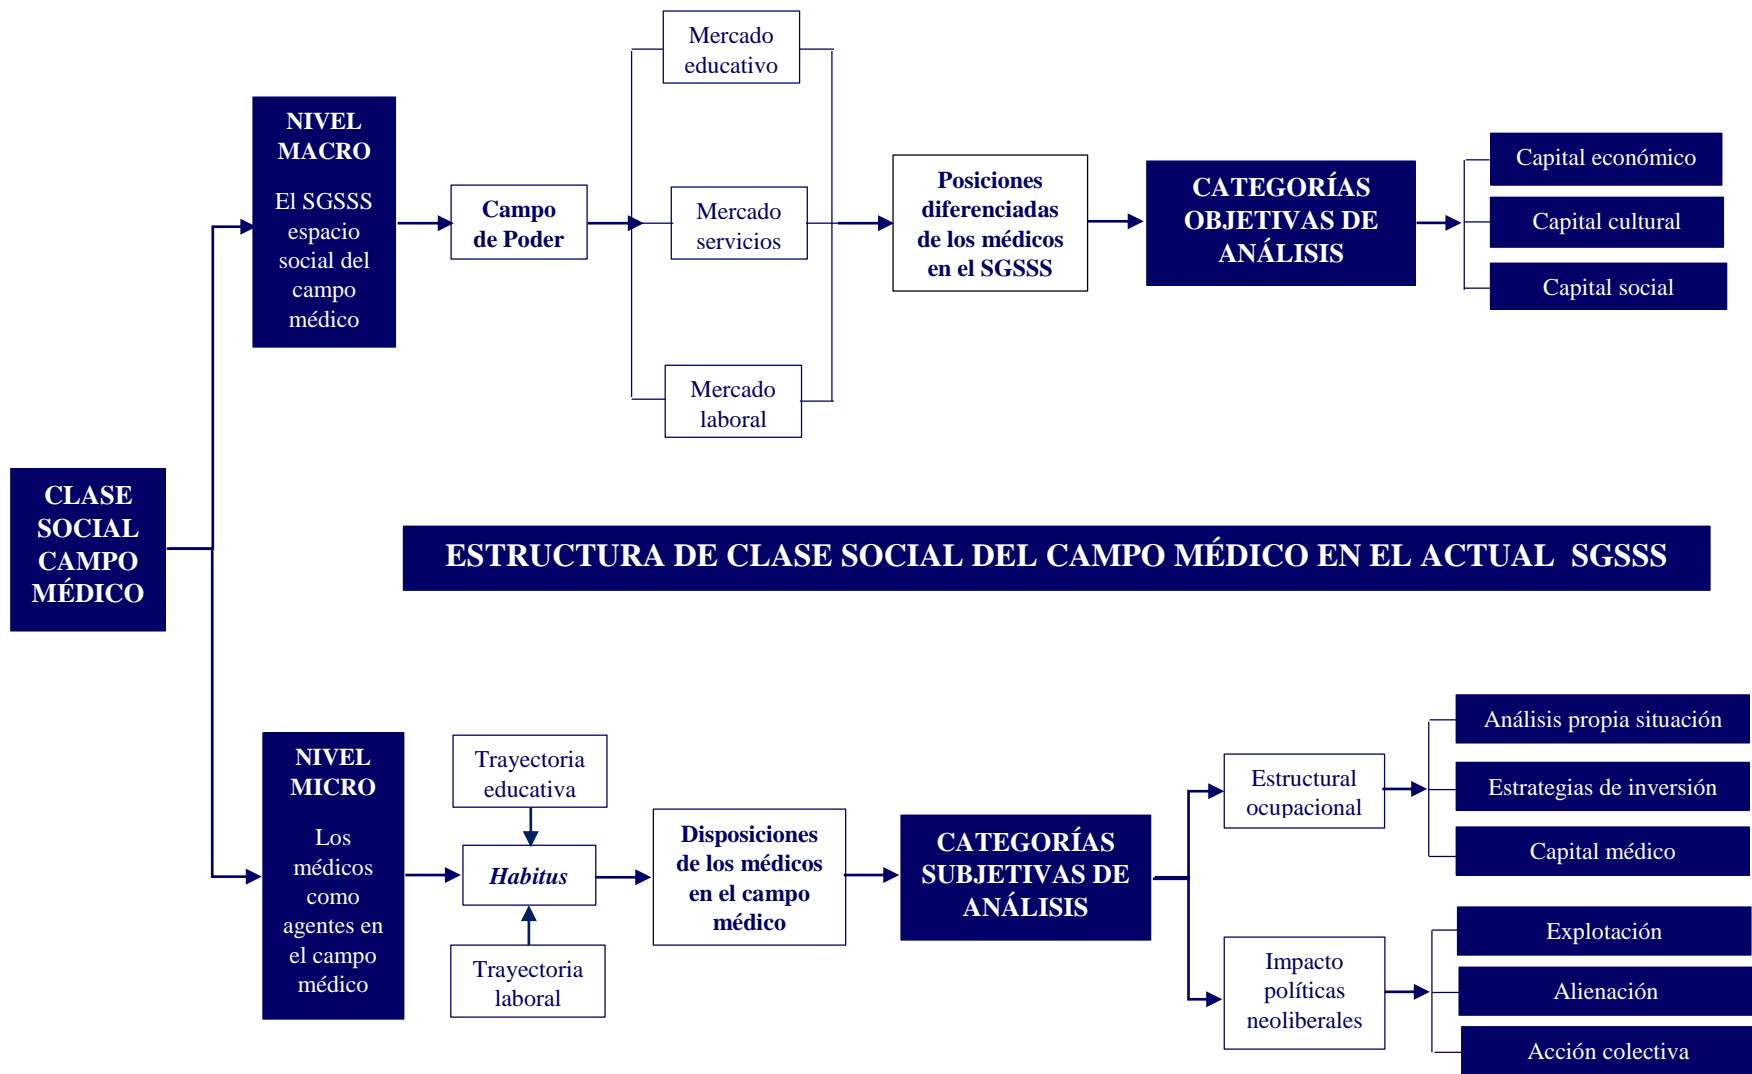 Mercado
educativo
NIVEL
MACRO
El SGSSS
espacio
social del
campo
médico
Campo
de Poder
Mercado
servicios
Mercado
laboral
Posiciones
diferenciadas
de los médicos
en el SGSSS
CATEGORÍAS
OBJETIVAS DE
ANÁLISIS
Capital económico
Capital cultural
Capital social
CLASE
SOCIAL
CAMPO
MÉDICO
ESTRUCTURA DE CLASE SOCIAL DEL CAMPO MÉDICO EN EL ACTUAL SGSSS
NIVEL
MICRO
Los
médicos
como
agentes en
el campo
médico
Trayectoria
educativa
Habitus
Trayectoria
laboral
Disposiciones
de los médicos
en el campo
médico
CATEGORÍAS
SUBJETIVAS DE
ANÁLISIS
Estructural
ocupacional
Análisis propia situación
Estrategias de inversión
Capital médico
Impacto
políticas
neoliberales
Explotación
Alienación
Acción colectiva